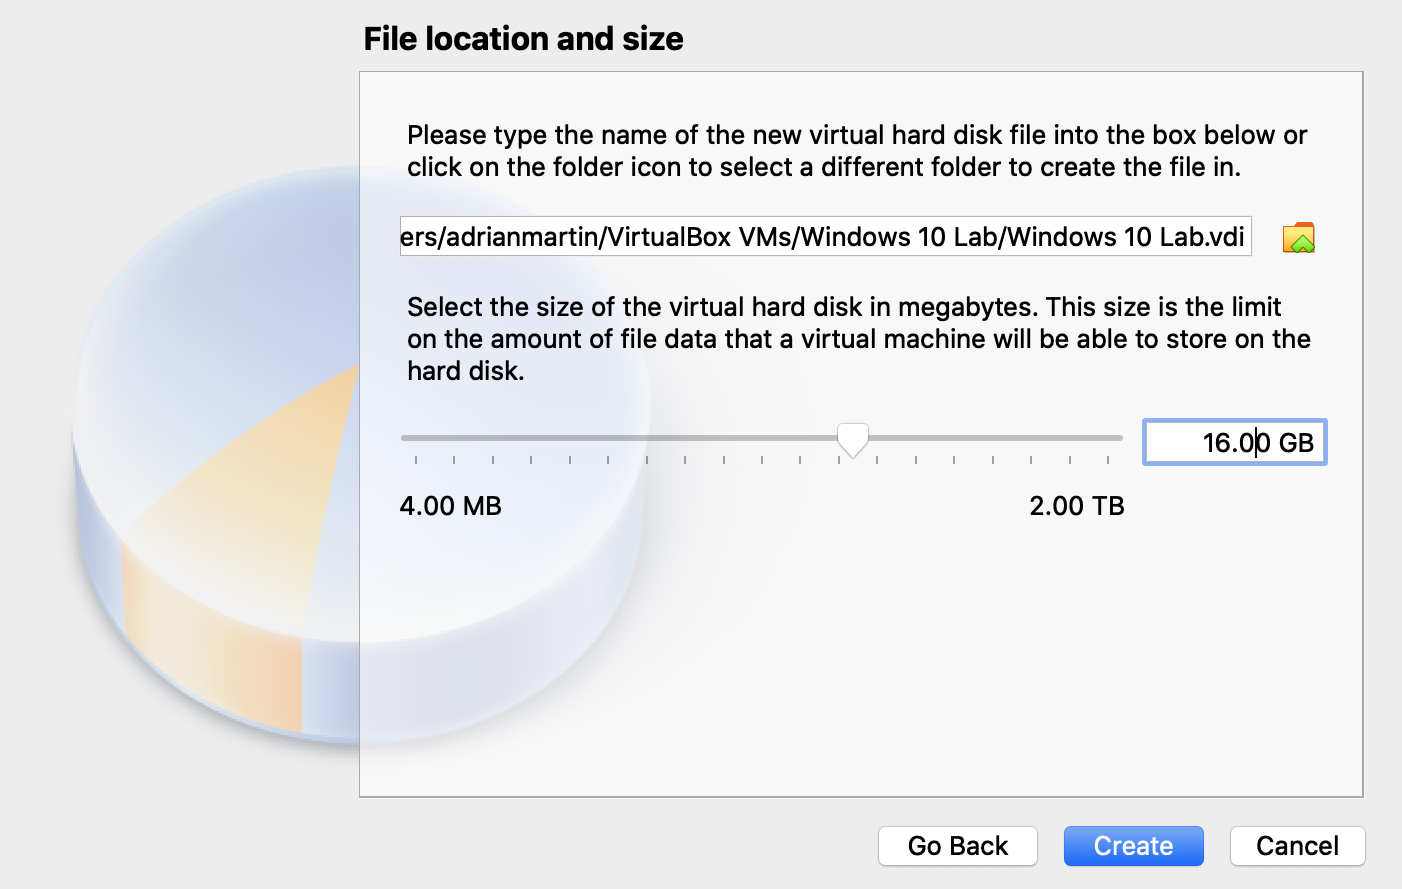 File location and size
Please type the name of the new virtual hard disk file into the box below or
click on the folder icon to select a different folder to create the file in.
ers/adrianmartin/VirtualBox VMs/Windows 10 Lab/Windows 10 Lab.vdi
Select the size of the virtual hard disk in megabytes. This size is the limit
on the amount of file data that a virtual machine will be able to store on the
hard disk.
16.00 GB
4.00 MB 2.00 TB
Go Back Create Cancel